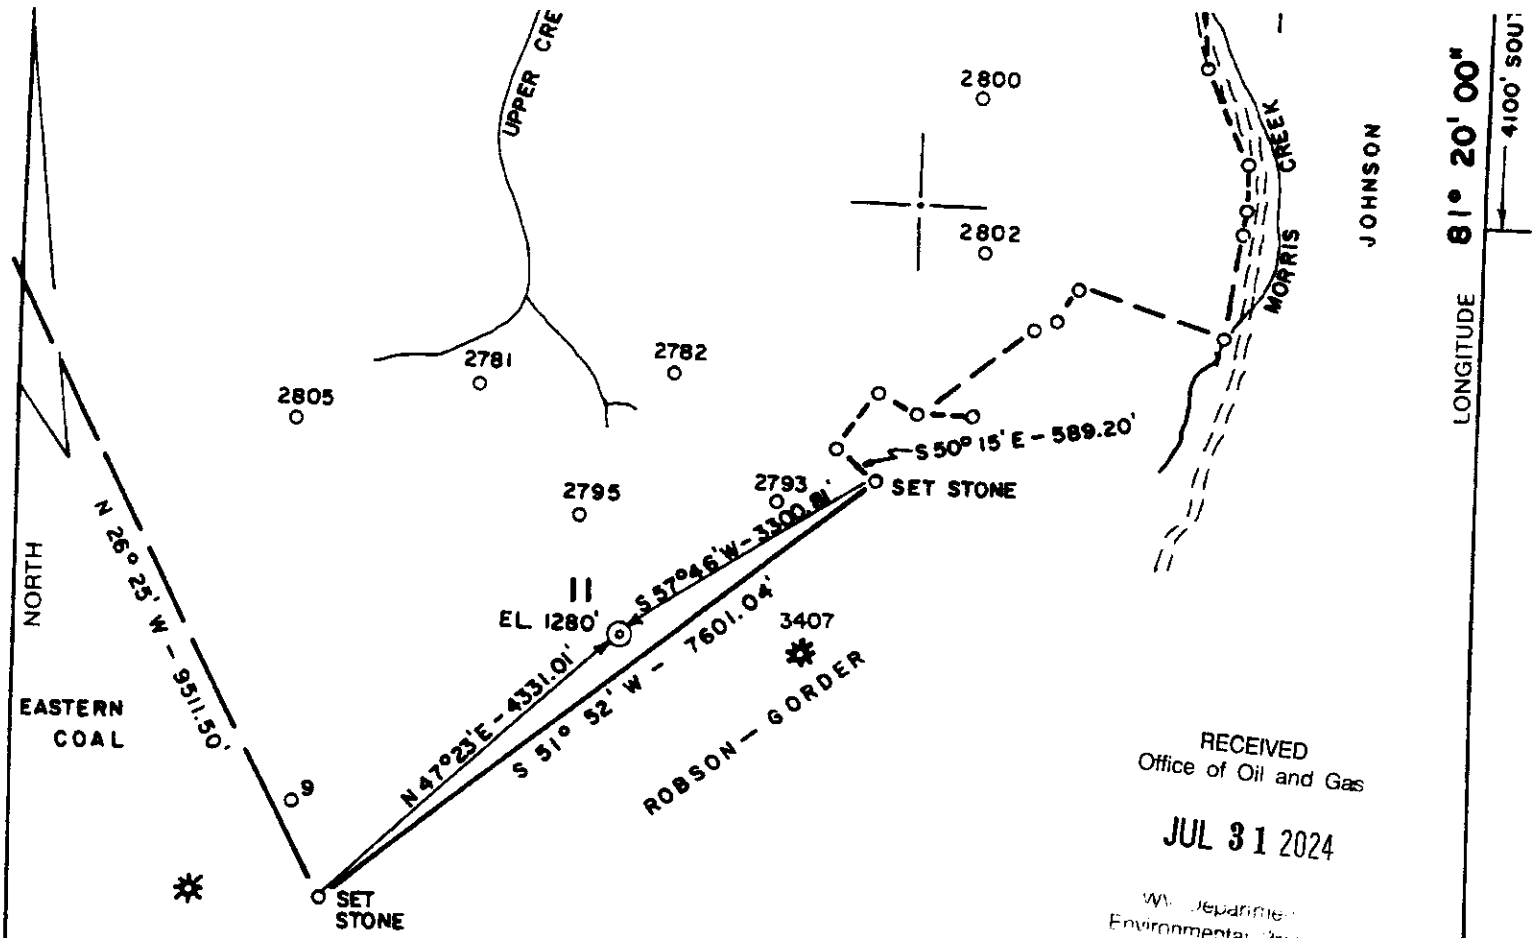 UPPER CRE
2800
MORRIS CREEK
JOHNSON
81° 20' 00"
LONGITUDE
4100'
2802
2781
2782
2805
S 50° 15' E - 589.20'
SET STONE
2795
2793
S 57° 46' W - 3300.81'
N 26° 25' W - 9511.50'
NORTH
11
EL. 1280'
3407
N 47° 23' E - 4331.01'
S 51° 52' W - 7601.04'
ROBSON - GORDER
EASTERN
COAL
9
SET
STONE
RECEIVED
Office of Oil and Gas
JUL 31 2024